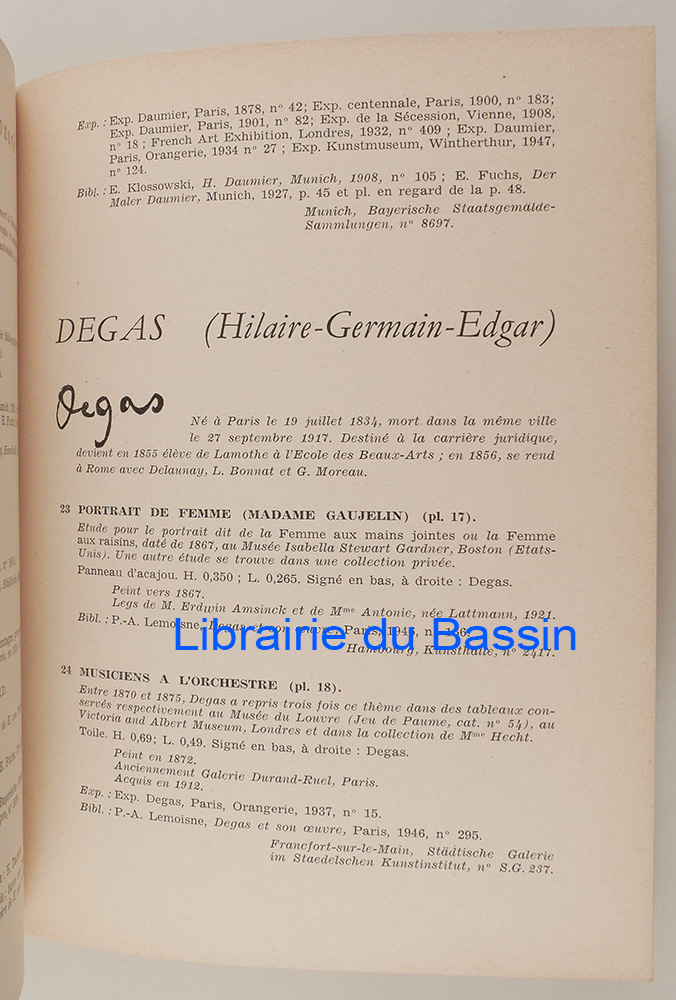 Exp. : Exp. Daumier, Paris, 1878, n° 42; Exp. centennale, Paris, 1900, n° 183;
Exp. Daumier, Paris, 1901, n° 82; Exp. de la Sécession, Vienne, 1908,
n° 18 ; French Art Exhibition, Londres, 1932, n° 409 ; Exp. Daumier,
Paris, Orangerie, 1934 n° 27 ; Exp. Kunstmuseum, Wintherthur, 1947,
n° 124.
Bibl. : E. Klossowski, H. Daumier, Munich, 1908, n° 105 ; E. Fuchs, Der
Maler Daumier, Munich, 1927, p. 45 et pl. en regard de la p. 48.
Munich, Bayerische Staatsgemälde-
Sammlungen, n° 8697.
DEGAS (Hilaire-Germain-Edgar)
Degas
Né à Paris le 19 juillet 1834, mort dans la même ville
le 27 septembre 1917. Destiné à la carrière juridique,
devient en 1855 élève de Lamothe à l'Ecole des Beaux-Arts ; en 1856, se rend
à Rome avec Delaunay, L. Bonnat et G. Moreau.
23 PORTRAIT DE FEMME (MADAME GAUJELIN) (pl. 17).
Etude pour le portrait dit de la Femme aux mains jointes ou la Femme
aux raisins, daté de 1867, au Musée Isabella Stewart Gardner, Boston (Etats-
Unis). Une autre étude se trouve dans une collection privée.
Panneau d'acajou. H. 0,350 ; L. 0,265. Signé en bas, à droite : Degas.
Peint vers 1867.
Legs de M. Erdwin Amsinck et de Mme Antonie, née Lattmann, 1921.
Bibl. : P.-A. Lemoisne, Degas et son œuvre, Paris, 1946, n° 186.
Hambourg, Kunsthalle, n° 2417.
Librairie du Bassin
24 MUSICIENS A L'ORCHESTRE (pl. 18).
Entre 1870 et 1875, Degas a repris trois fois ce thème dans des tableaux con-
servés respectivement au Musée du Louvre (Jeu de Paume, cat. n° 54), au
Victoria and Albert Museum, Londres et dans la collection de Mme Hecht.
Toile. H. 0,69; L. 0,49. Signé en bas, à droite : Degas.
Peint en 1872.
Anciennement Galerie Durand-Ruel, Paris.
Acquis en 1912.
Exp. : Exp. Degas, Paris, Orangerie, 1937, n° 15.
Bibl. : P.-A. Lemoisne, Degas et son œuvre, Paris, 1946, n° 295.
Francfort-sur-le-Main, Städtische Galerie
im Staedelschen Kunstinstitut, n° S.G. 237.